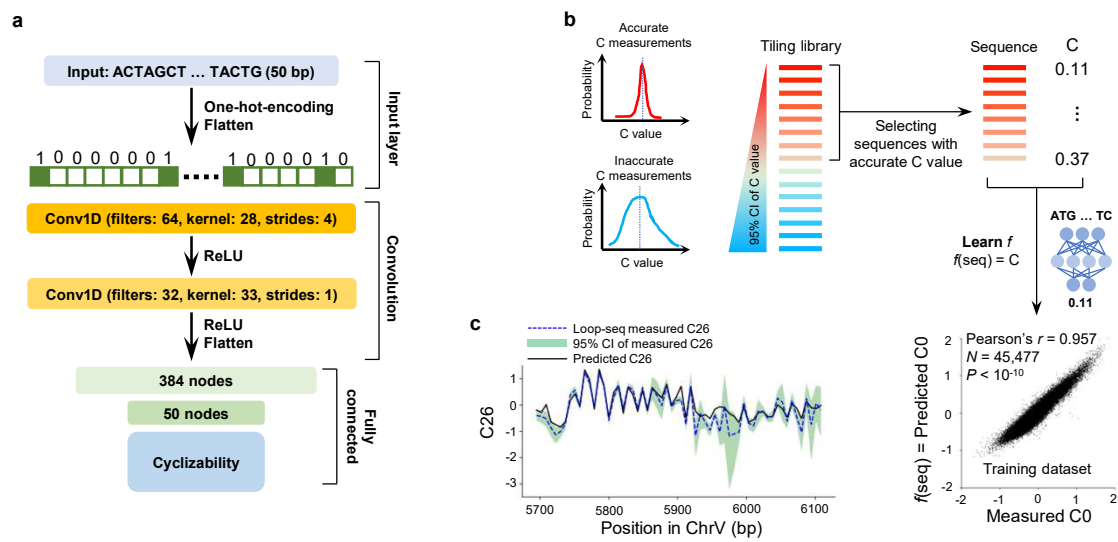 a
Input: ACTAGCT … TACTG (50 bp)
One-hot-encoding
Flatten
1 0 0 0 0 0 0 1
1 0 0 0 0 1 0
Input layer
Conv1D (filters: 64, kernel: 28, strides: 4)
ReLU
Conv1D (filters: 32, kernel: 33, strides: 1)
ReLU
Flatten
Convolution
384 nodes
50 nodes
Cyclizability
Fully
connected
b
Accurate
C measurements
Probability
C value
Inaccurate
C measurements
Probability
C value
Tiling library
95% CI of C value
Selecting
sequences with
accurate C value
Sequence
C
0.11
⋮
0.37
Learn f
f(seq) = C
ATG … TC
0.11
Pearson's r = 0.957
N = 45,477
P < 10⁻¹⁰
Training dataset
f(seq) = Predicted C0
2
1
0
-1
-2
-2 -1 0 1 2
Measured C0
c
Loop-seq measured C26
95% CI of measured C26
Predicted C26
C26
1
0
-1
-2
-3
5700 5800 5900 6000 6100
Position in ChrV (bp)